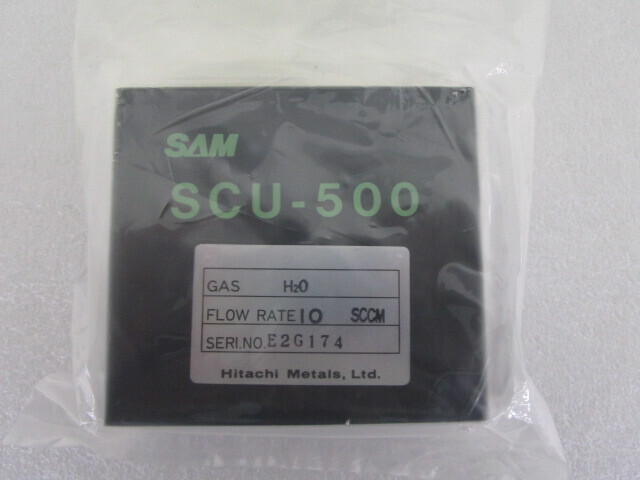 SAM
SCU-500
GAS H₂O
FLOW RATE 10 SCCM
SERI.NO. E2G174
Hitachi Metals, Ltd.